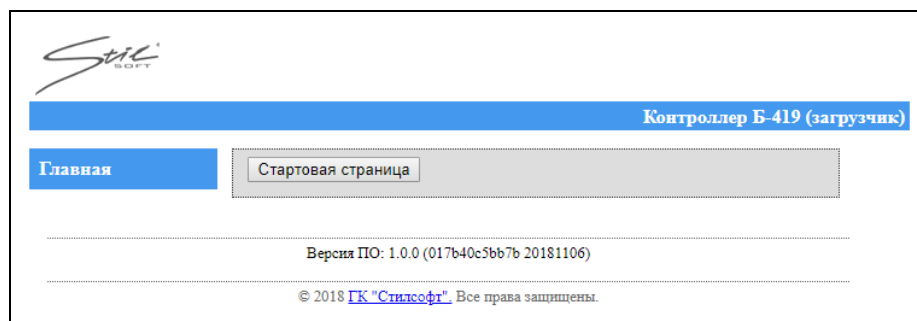 Stil
SOFT
Контроллер Б-419 (загрузчик)
Главная
Стартовая страница
Версия ПО: 1.0.0 (017b40c5bb7b 20181106)
© 2018 ГК "Стилсофт". Все права защищены.